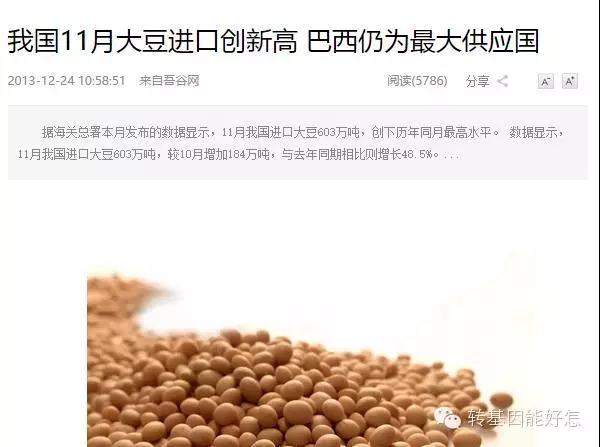 我国11月大豆进口创新高 巴西仍为最大供应国
2013-12-24 10:58:51 来自吾谷网 阅读(5786) 分享 A- A+
据海关总署本月发布的数据显示，11月我国进口大豆603万吨，创下历年同月最高水平。 数据显示，
11月我国进口大豆603万吨，较10月增加184万吨，与去年同期相比则增长48.5%。...
转基因能好怎